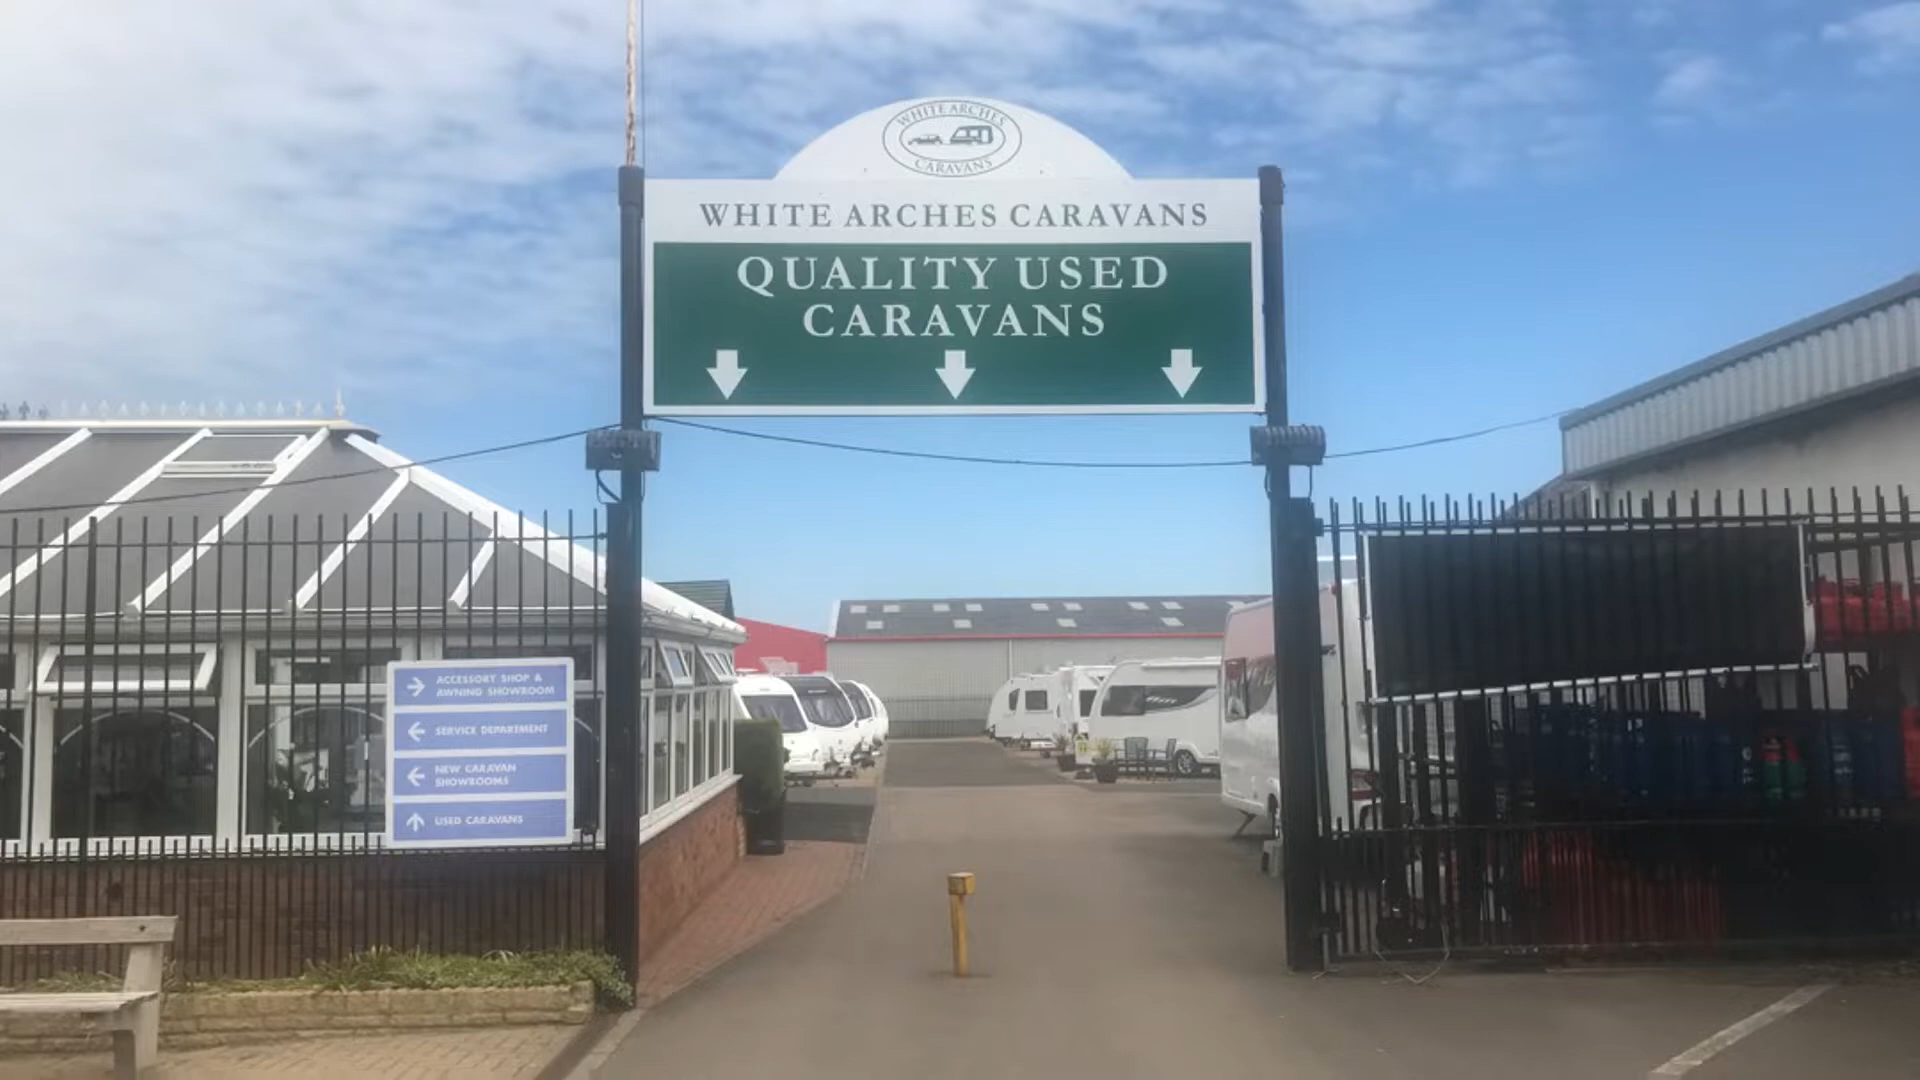 WHITE ARCHES
CARAVANS
WHITE ARCHES CARAVANS
QUALITY USED
CARAVANS
ACCESSORY SHOP &
AWNING SHOWROOM
SERVICE DEPARTMENT
NEW CARAVAN
SHOWROOMS
USED CARAVANS